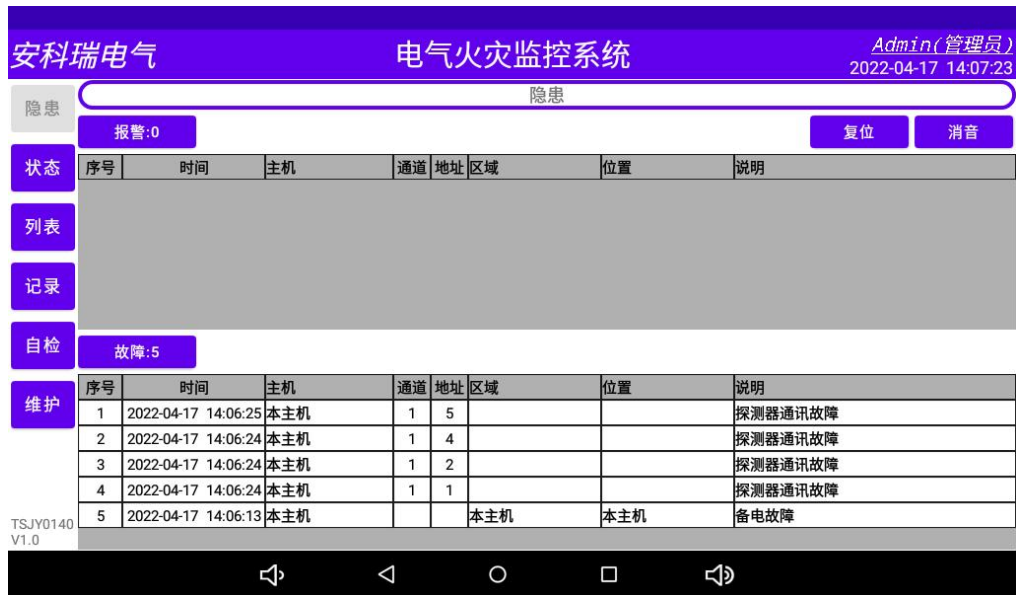 安科瑞电气 电气火灾监控系统 Admin(管理员)
2022-04-17 14:07:23
隐患
隐患
报警:0 复位 消音
状态
序号 时间 主机 通道 地址 区域 位置 说明
列表
记录
自检
故障:5
维护
序号 时间 主机 通道 地址 区域 位置 说明
1 2022-04-17 14:06:25 本主机 1 5 探测器通讯故障
2 2022-04-17 14:06:24 本主机 1 4 探测器通讯故障
3 2022-04-17 14:06:24 本主机 1 2 探测器通讯故障
4 2022-04-17 14:06:24 本主机 1 1 探测器通讯故障
5 2022-04-17 14:06:13 本主机 本主机 本主机 备电故障
TSJY0140
V1.0